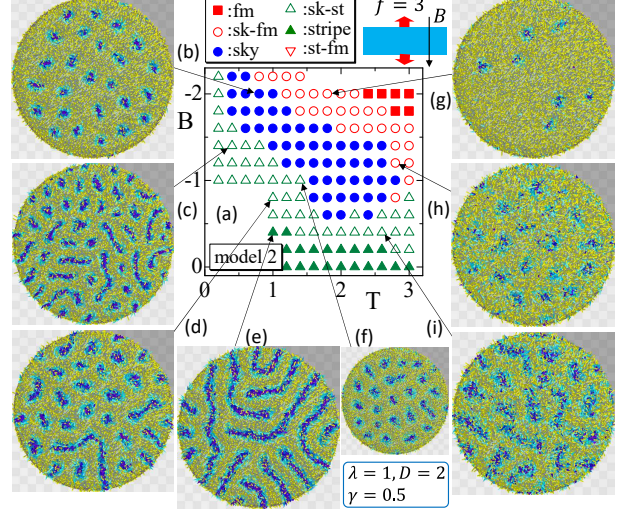 :fm
:sk-st
:sk-fm
:stripe
:sky
:st-fm
f = 3
B
(b)
(g)
-2
B
(c)
-1
(h)
(a)
model 2
0
0
1
2
3
T
(d)
(e)
(f)
(i)
λ = 1, D = 2
γ = 0.5